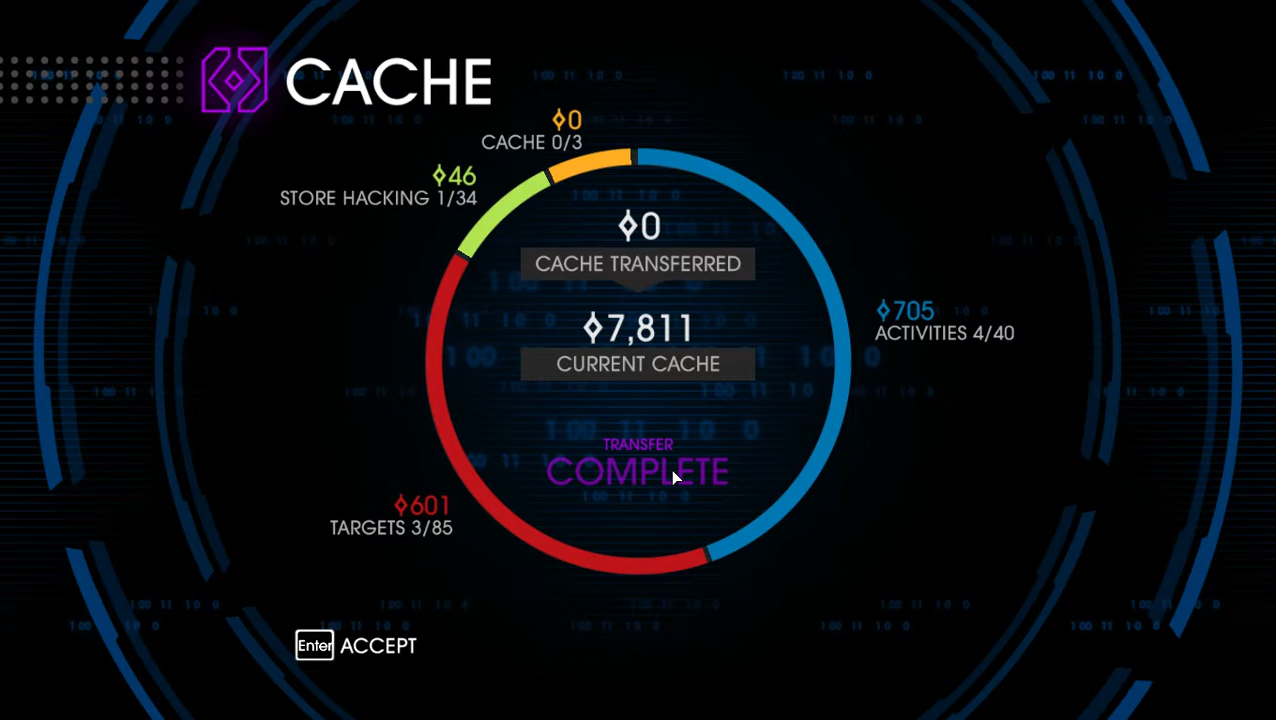 CACHE
0
CACHE 0/3
46
STORE HACKING 1/34
0
CACHE TRANSFERRED
7,811
CURRENT CACHE
705
ACTIVITIES 4/40
TRANSFER
COMPLETE
601
TARGETS 3/85
Enter ACCEPT